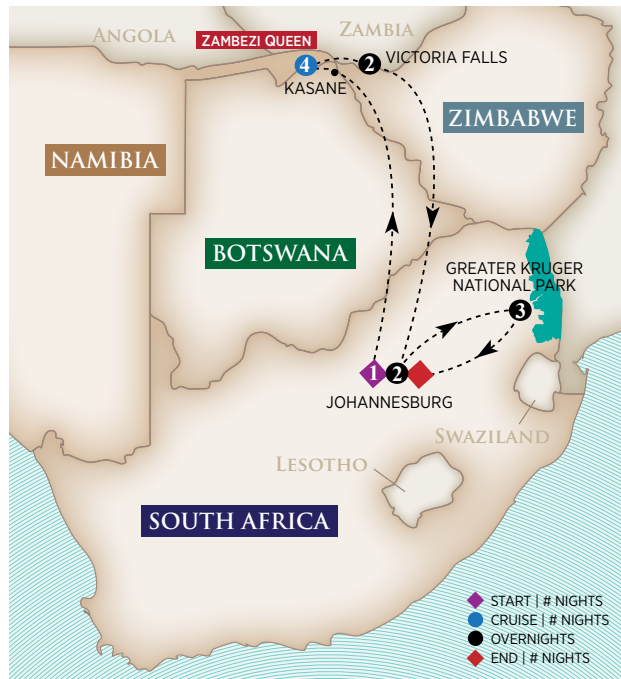 ANGOLA
ZAMBIA
ZAMBEZI QUEEN
4
2
VICTORIA FALLS
KASANE
ZIMBABWE
NAMIBIA
BOTSWANA
GREATER KRUGER
NATIONAL PARK
3
1
2
JOHANNESBURG
SWAZILAND
LESOTHO
SOUTH AFRICA
START | # NIGHTS
CRUISE | # NIGHTS
OVERNIGHTS
END | # NIGHTS